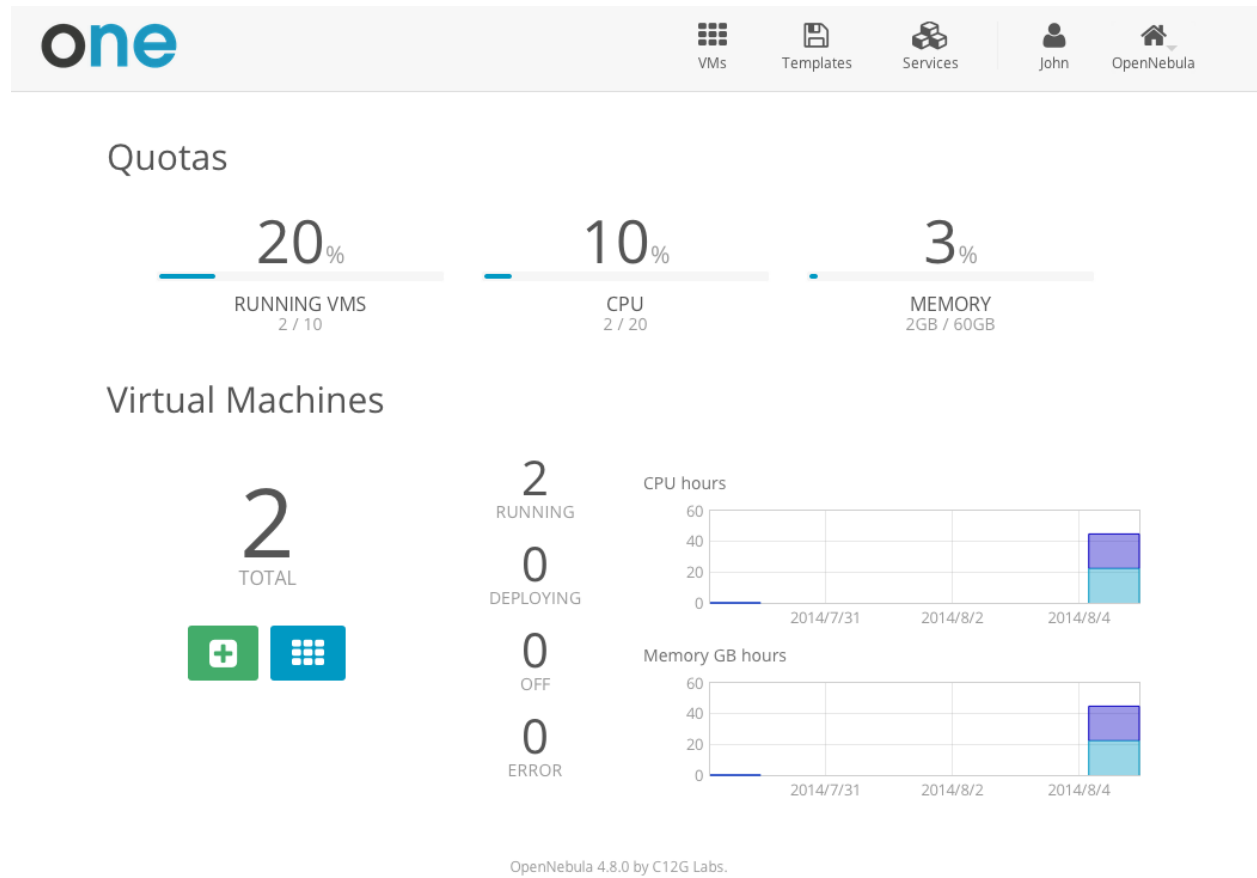 one
VMs
Templates
Services
John
OpenNebula
Quotas
20%
RUNNING VMS
2 / 10
10%
CPU
2 / 20
3%
MEMORY
2GB / 60GB
Virtual Machines
2
TOTAL
2
RUNNING
0
DEPLOYING
0
OFF
0
ERROR
CPU hours
60
40
20
0
2014/7/31 2014/8/2 2014/8/4
Memory GB hours
60
40
20
0
2014/7/31 2014/8/2 2014/8/4
OpenNebula 4.8.0 by C12G Labs.